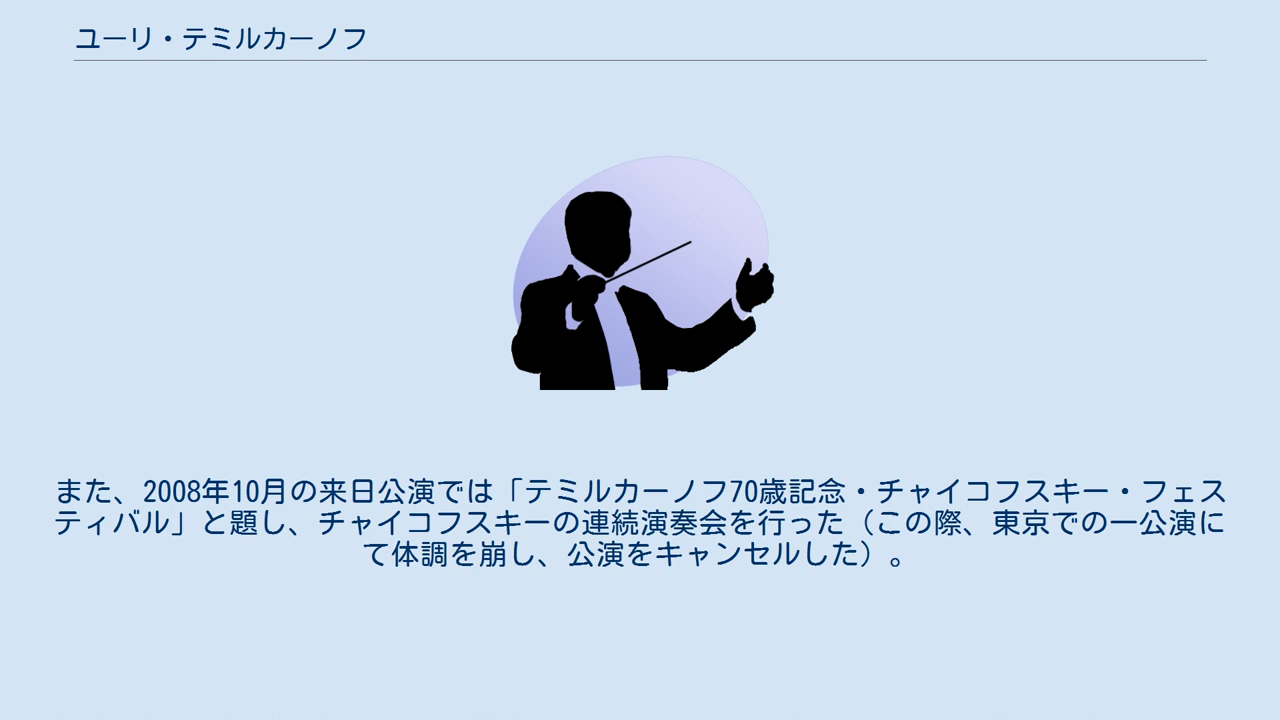 ユーリ・テミルカーノフ
また、2008年10月の来日公演では「テミルカーノフ70歳記念・チャイコフスキー・フェス
ティバル」と題し、チャイコフスキーの連続演奏会を行った（この際、東京での一公演に
て体調を崩し、公演をキャンセルした）。